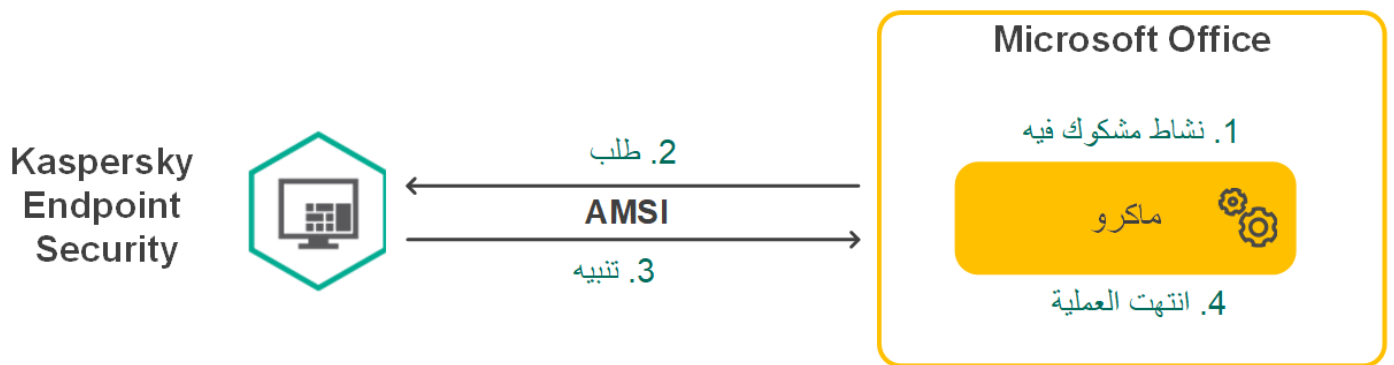 Microsoft Office
1. نشاط مشكوك فيه
ماكرو
4. انتهت العملية
2. طلب
AMSI
3. تنبيه
Kaspersky
Endpoint
Security